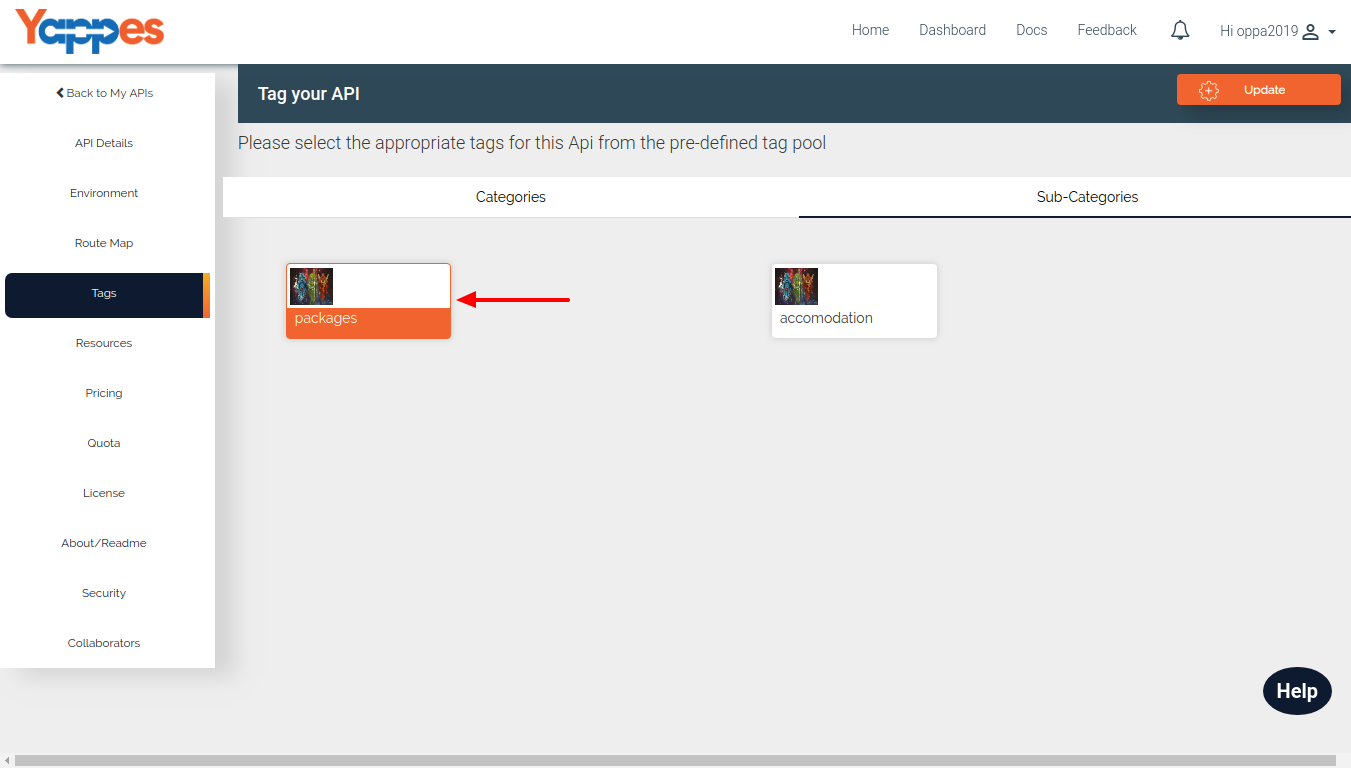 Yappes
Home Dashboard Docs Feedback Hi oppa2019
Back to My APIs
API Details
Environment
Route Map
Tags
Resources
Pricing
Quota
License
About/Readme
Security
Collaborators
Tag your API
Update
Please select the appropriate tags for this Api from the pre-defined tag pool
Categories Sub-Categories
packages
accomodation
Help